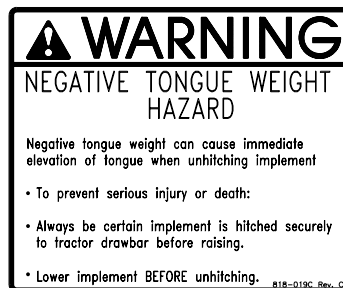 WARNING
NEGATIVE TONGUE WEIGHT
HAZARD
Negative tongue weight can cause immediate
elevation of tongue when unhitching implement
• To prevent serious injury or death:
• Always be certain implement is hitched securely
to tractor drawbar before raising.
• Lower implement BEFORE unhitching.
818-019C Rev. C